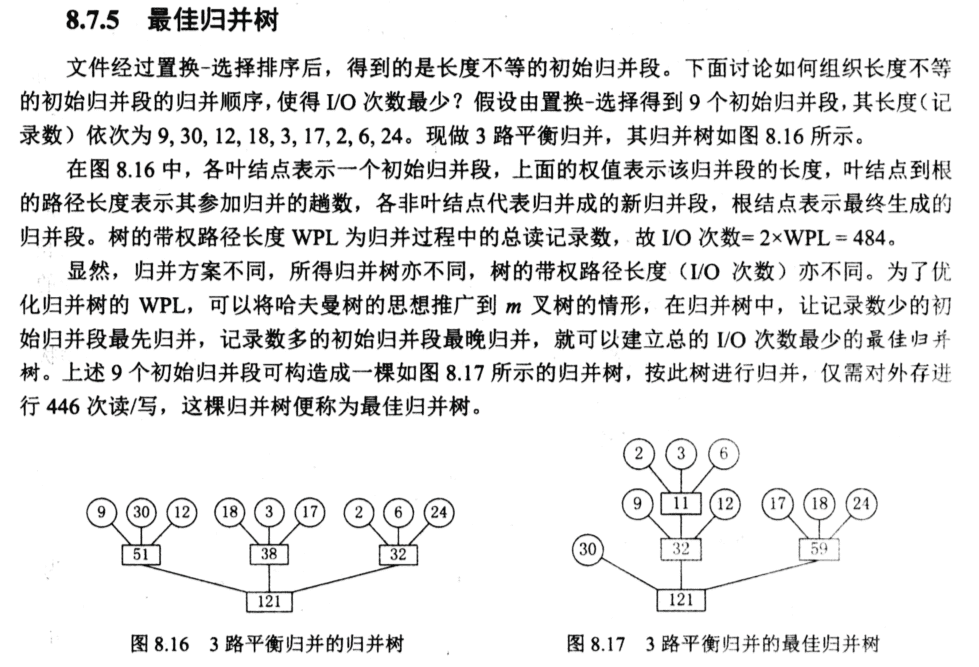 8.7.5 最佳归并树
文件经过置换-选择排序后，得到的是长度不等的初始归并段。下面讨论如何组织长度不等
的初始归并段的归并顺序，使得 I/O 次数最少？假设由置换-选择得到 9 个初始归并段，其长度（记
录数）依次为 9, 30, 12, 18, 3, 17, 2, 6, 24。现做 3 路平衡归并，其归并树如图 8.16 所示。
在图 8.16 中，各叶结点表示一个初始归并段，上面的权值表示该归并段的长度，叶结点到根
的路径长度表示其参加归并的趟数，各非叶结点代表归并成的新归并段，根结点表示最终生成的
归并段。树的带权路径长度 WPL 为归并过程中的总读记录数，故 I/O 次数= 2×WPL = 484。
显然，归并方案不同，所得归并树亦不同，树的带权路径长度（I/O 次数）亦不同。为了优
化归并树的 WPL，可以将哈夫曼树的思想推广到 m 叉树的情形，在归并树中，让记录数少的初
始归并段最先归并，记录数多的初始归并段最晚归并，就可以建立总的 I/O 次数最少的最佳归并
树。上述 9 个初始归并段可构造成一棵如图 8.17 所示的归并树，按此树进行归并，仅需对外存进
行 446 次读/写，这棵归并树便称为最佳归并树。
9 30 12 18 3 17 2 6 24
51 38 32
121
图 8.16 3 路平衡归并的归并树
2 3 6
9 11 12 17 18 24
30 32 59
121
图 8.17 3 路平衡归并的最佳归并树